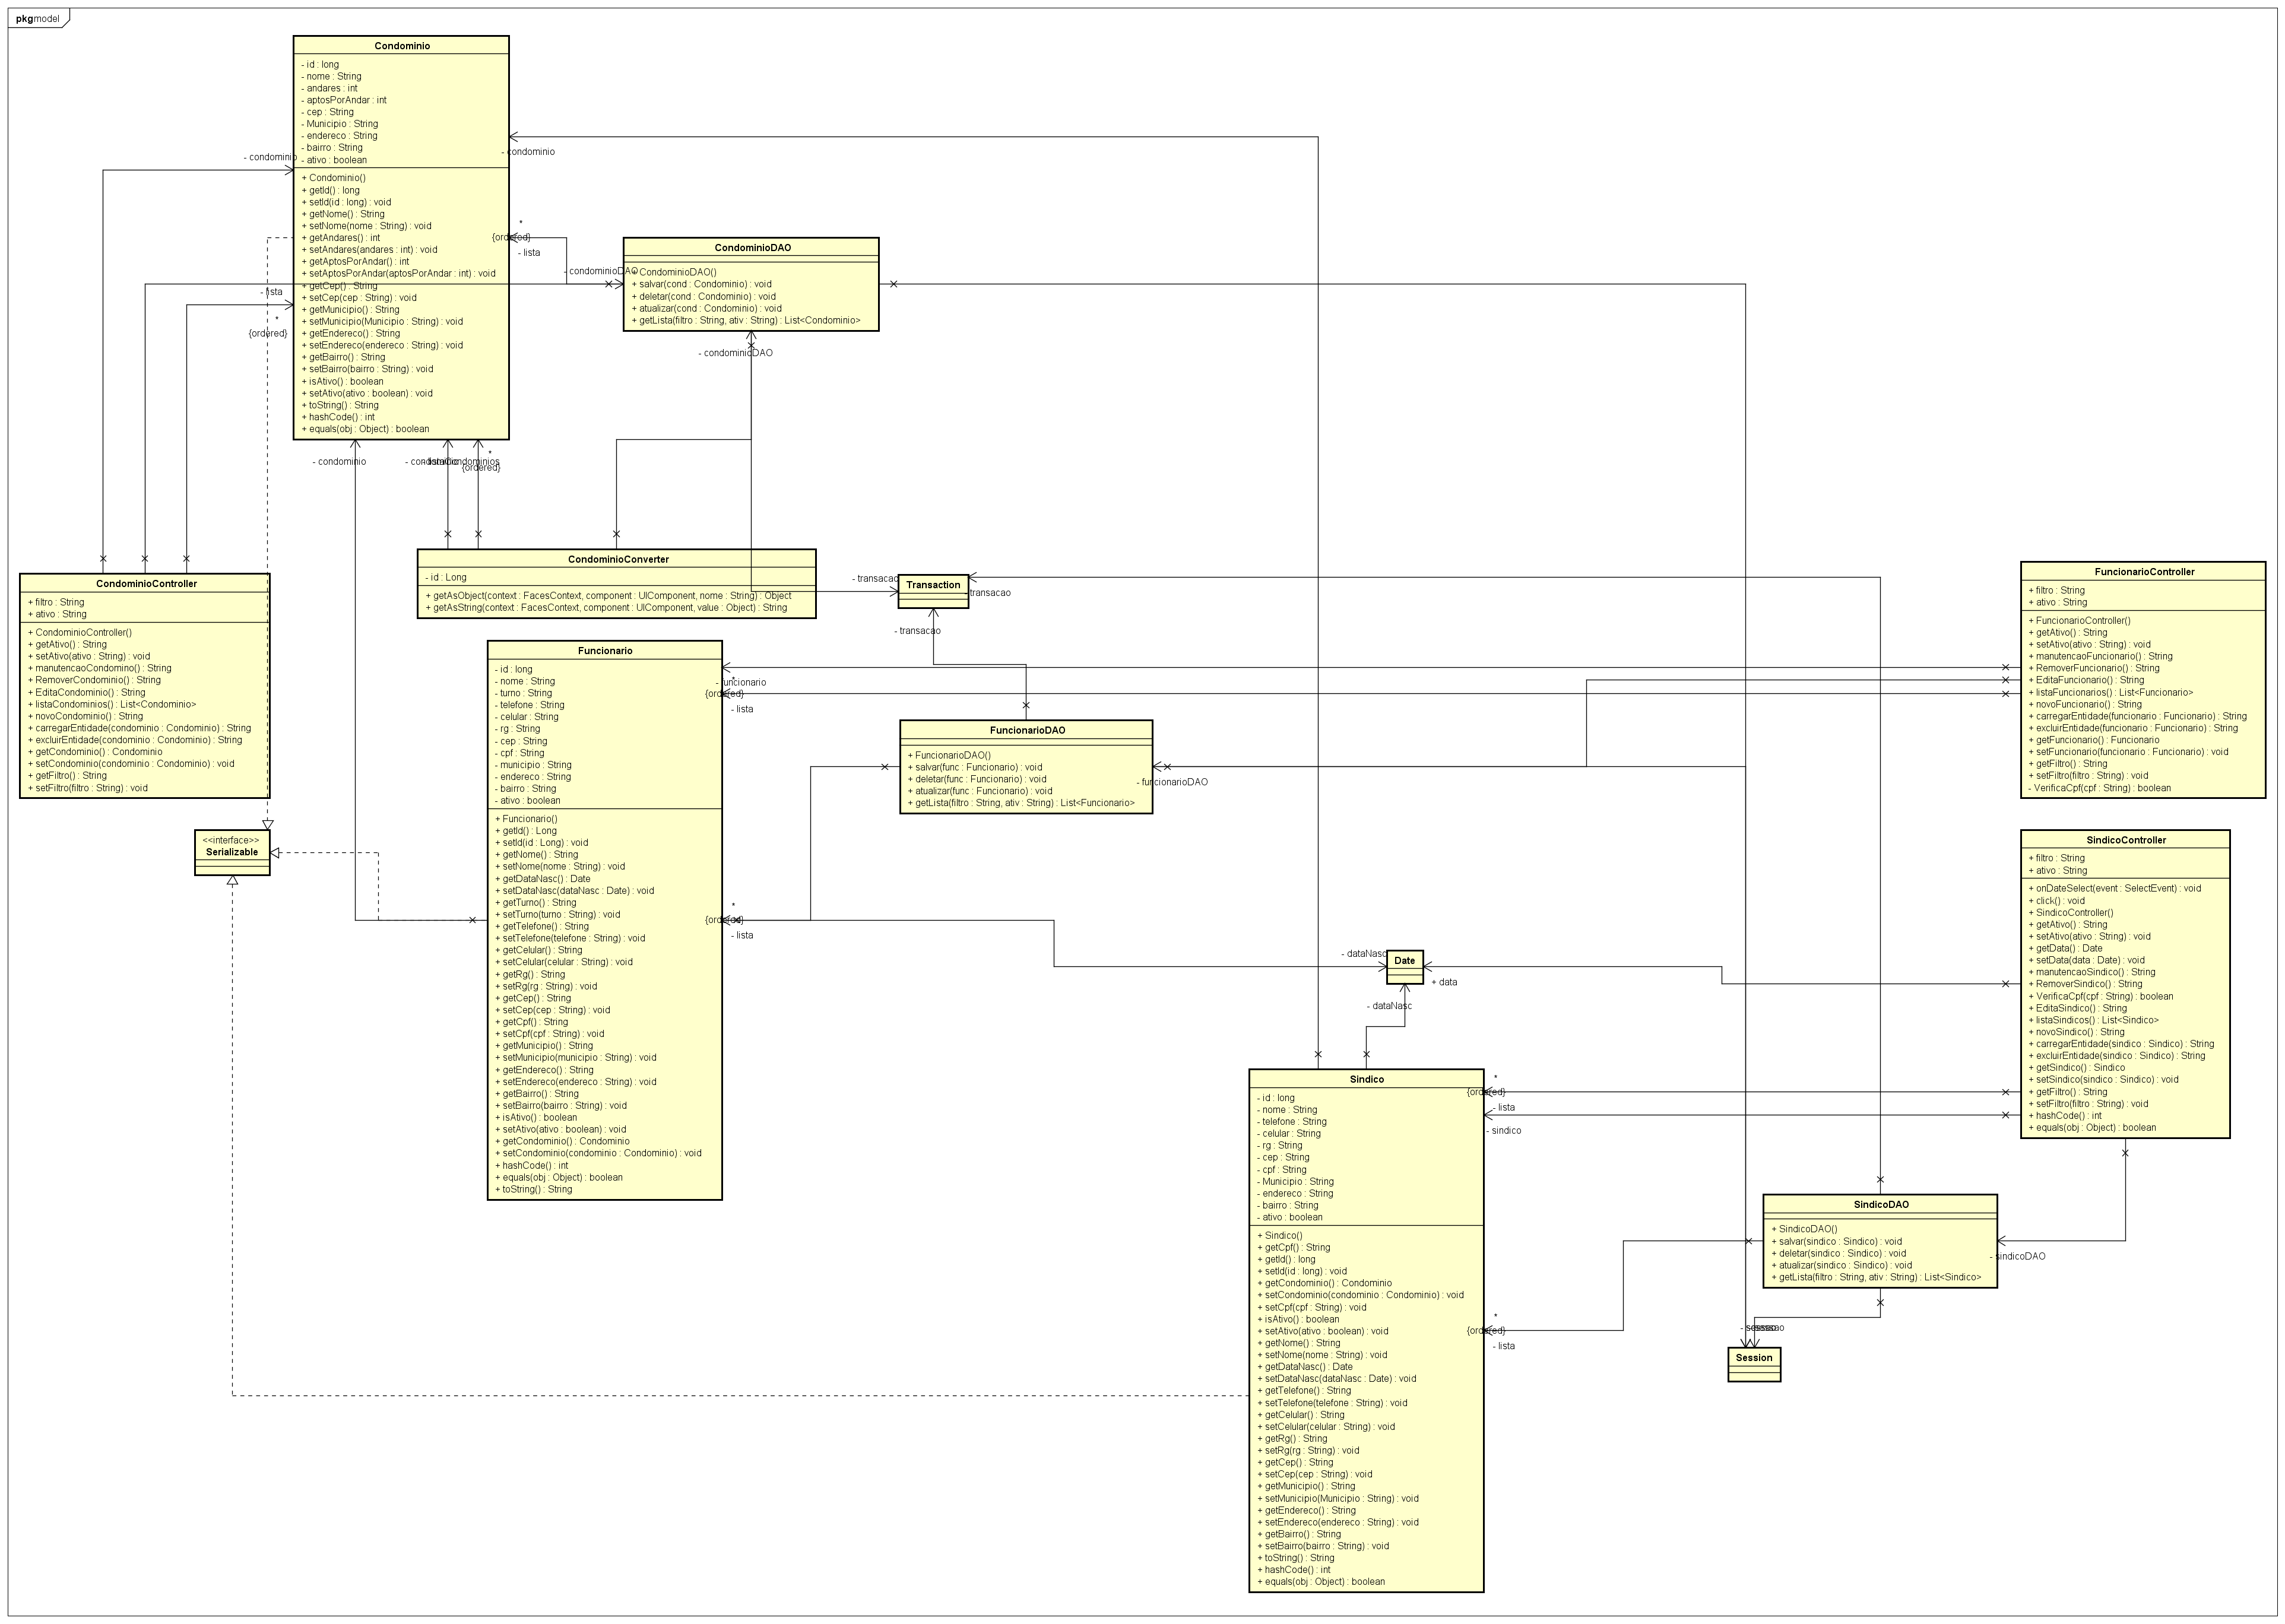 pkg model
Condominio
- id : long
- nome : String
- andares : int
- aptosPorAndar : int
- cep : String
- Municipio : String
- endereco : String
- bairro : String
- ativo : boolean
+ Condominio()
+ getId() : long
+ setId(id : long) : void
+ getNome() : String
+ setNome(nome : String) : void
+ getAndares() : int
+ setAndares(andares : int) : void
+ getAptosPorAndar() : int
+ setAptosPorAndar(aptosPorAndar : int) : void
+ getCep() : String
+ setCep(cep : String) : void
+ getMunicipio() : String
+ setMunicipio(Municipio : String) : void
+ getEndereco() : String
+ setEndereco(endereco : String) : void
+ getBairro() : String
+ setBairro(bairro : String) : void
+ isAtivo() : boolean
+ setAtivo(ativo : boolean) : void
+ toString() : String
+ hashCode() : int
+ equals(obj : Object) : boolean
- condominio
- condominio
*
{ordered}
- lista
- condominioDAO
- lista
*
{ordered}
CondominioDAO
+ CondominioDAO()
+ salvar(cond : Condominio) : void
+ deletar(cond : Condominio) : void
+ atualizar(cond : Condominio) : void
+ getLista(filtro : String, ativ : String) : List<Condominio>
- condominioDAO
- condominio
- condominio
- listaCondominios
*
{ordered}
CondominioConverter
- id : Long
+ getAsObject(context : FacesContext, component : UIComponent, nome : String) : Object
+ getAsString(context : FacesContext, component : UIComponent, value : Object) : String
CondominioController
+ filtro : String
+ ativo : String
+ CondominioController()
+ getAtivo() : String
+ setAtivo(ativo : String) : void
+ manutencaoCondomino() : String
+ RemoverCondominio() : String
+ EditaCondominio() : String
+ listaCondominios() : List<Condominio>
+ novoCondominio() : String
+ carregarEntidade(condominio : Condominio) : String
+ excluirEntidade(condominio : Condominio) : String
+ getCondominio() : Condominio
+ setCondominio(condominio : Condominio) : void
+ getFiltro() : String
+ setFiltro(filtro : String) : void
<<interface>>
Serializable
- transacao
Transaction
- transacao
- transacao
Funcionario
- id : long
- nome : String
- turno : String
- telefone : String
- celular : String
- rg : String
- cep : String
- cpf : String
- municipio : String
- endereco : String
- bairro : String
- ativo : boolean
+ Funcionario()
+ getId() : Long
+ setId(id : Long) : void
+ getNome() : String
+ setNome(nome : String) : void
+ getDataNasc() : Date
+ setDataNasc(dataNasc : Date) : void
+ getTurno() : String
+ setTurno(turno : String) : void
+ getTelefone() : String
+ setTelefone(telefone : String) : void
+ getCelular() : String
+ setCelular(celular : String) : void
+ getRg() : String
+ setRg(rg : String) : void
+ getCep() : String
+ setCep(cep : String) : void
+ getCpf() : String
+ setCpf(cpf : String) : void
+ getMunicipio() : String
+ setMunicipio(municipio : String) : void
+ getEndereco() : String
+ setEndereco(endereco : String) : void
+ getBairro() : String
+ setBairro(bairro : String) : void
+ isAtivo() : boolean
+ setAtivo(ativo : boolean) : void
+ getCondominio() : Condominio
+ setCondominio(condominio : Condominio) : void
+ hashCode() : int
+ equals(obj : Object) : boolean
+ toString() : String
- funcionario
*
{ordered}
- lista
*
{ordered}
- lista
FuncionarioDAO
+ FuncionarioDAO()
+ salvar(func : Funcionario) : void
+ deletar(func : Funcionario) : void
+ atualizar(func : Funcionario) : void
+ getLista(filtro : String, ativ : String) : List<Funcionario>
- funcionarioDAO
FuncionarioController
+ filtro : String
+ ativo : String
+ FuncionarioController()
+ getAtivo() : String
+ setAtivo(ativo : String) : void
+ manutencaoFuncionario() : String
+ RemoverFuncionario() : String
+ EditaFuncionario() : String
+ listaFuncionarios() : List<Funcionario>
+ novoFuncionario() : String
+ carregarEntidade(funcionario : Funcionario) : String
+ excluirEntidade(funcionario : Funcionario) : String
+ getFuncionario() : Funcionario
+ setFuncionario(funcionario : Funcionario) : void
+ getFiltro() : String
+ setFiltro(filtro : String) : void
- VerificaCpf(cpf : String) : boolean
SindicoController
+ filtro : String
+ ativo : String
+ onDateSelect(event : SelectEvent) : void
+ click() : void
+ SindicoController()
+ getAtivo() : String
+ setAtivo(ativo : String) : void
+ getData() : Date
+ setData(data : Date) : void
+ manutencaoSindico() : String
+ RemoverSindico() : String
+ VerificaCpf(cpf : String) : boolean
+ EditaSindico() : String
+ listaSindicos() : List<Sindico>
+ novoSindico() : String
+ carregarEntidade(sindico : Sindico) : String
+ excluirEntidade(sindico : Sindico) : String
+ getSindico() : Sindico
+ setSindico(sindico : Sindico) : void
+ getFiltro() : String
+ setFiltro(filtro : String) : void
+ hashCode() : int
+ equals(obj : Object) : boolean
- dataNasc
Date
+ data
- dataNasc
Sindico
- id : long
- nome : String
- telefone : String
- celular : String
- rg : String
- cep : String
- cpf : String
- Municipio : String
- endereco : String
- bairro : String
- ativo : boolean
+ Sindico()
+ getCpf() : String
+ getId() : long
+ setId(id : long) : void
+ getCondominio() : Condominio
+ setCondominio(condominio : Condominio) : void
+ setCpf(cpf : String) : void
+ isAtivo() : boolean
+ setAtivo(ativo : boolean) : void
+ getNome() : String
+ setNome(nome : String) : void
+ getDataNasc() : Date
+ setDataNasc(dataNasc : Date) : void
+ getTelefone() : String
+ setTelefone(telefone : String) : void
+ getCelular() : String
+ setCelular(celular : String) : void
+ getRg() : String
+ setRg(rg : String) : void
+ getCep() : String
+ setCep(cep : String) : void
+ getMunicipio() : String
+ setMunicipio(Municipio : String) : void
+ getEndereco() : String
+ setEndereco(endereco : String) : void
+ getBairro() : String
+ setBairro(bairro : String) : void
+ toString() : String
+ hashCode() : int
+ equals(obj : Object) : boolean
*
{ordered}
- lista
- sindico
*
{ordered}
- lista
SindicoDAO
+ SindicoDAO()
+ salvar(sindico : Sindico) : void
+ deletar(sindico : Sindico) : void
+ atualizar(sindico : Sindico) : void
+ getLista(filtro : String, ativ : String) : List<Sindico>
- sindicoDAO
- sessao
Session